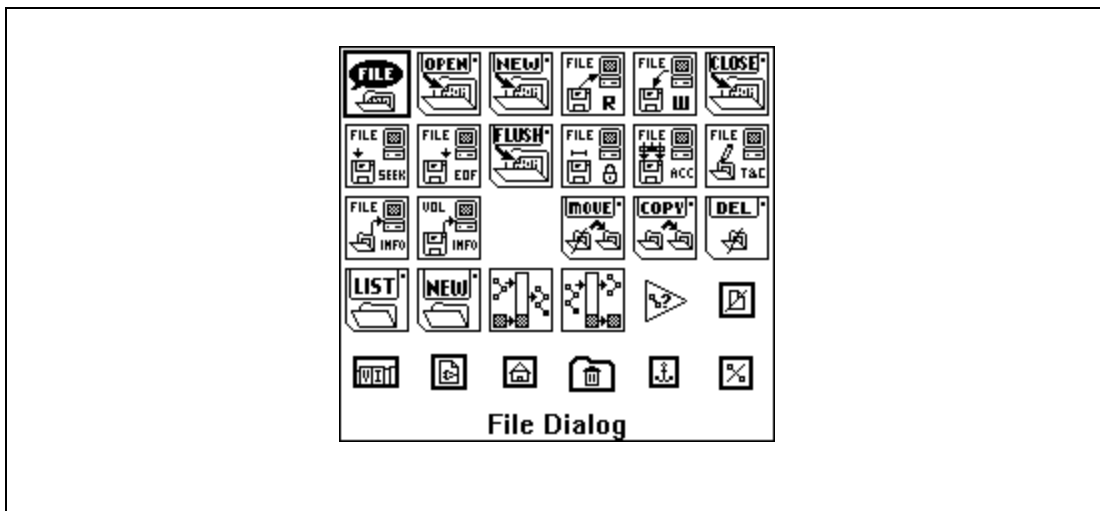 FILE OPEN NEW FILE R FILE W CLOSE
FILE SEEK FILE EOF FLUSH FILE FILE ACC FILE T&C
FILE INFO VOL INFO MOVE COPY DEL
LIST NEW ?
VI
File Dialog